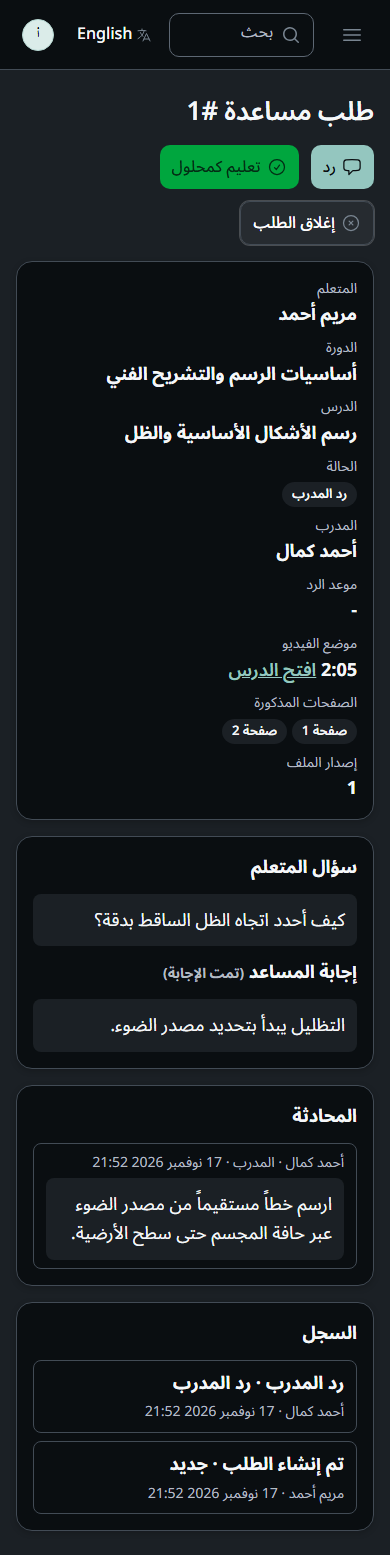 بحث
English
i
طلب مساعدة #1
رد
تعليم كمحلول
إغلاق الطلب
المتعلم
مريم أحمد
الدورة
أساسيات الرسم والتشريح الفني
الدرس
رسم الأشكال الأساسية والظل
الحالة
رد المدرب
المدرب
أحمد كمال
موعد الرد
-
موضع الفيديو
2:05 افتح الدرس
الصفحات المذكورة
صفحة 1 صفحة 2
إصدار الملف
1
سؤال المتعلم
كيف أحدد اتجاه الظل الساقط بدقة؟
إجابة المساعد (تمت الإجابة)
التظليل يبدأ بتحديد مصدر الضوء.
المحادثة
أحمد كمال · المدرب · 17 نوفمبر 2026 21:52
ارسم خطاً مستقيماً من مصدر الضوء
عبر حافة المجسم حتى سطح الأرضية.
السجل
رد المدرب · رد المدرب
أحمد كمال · 17 نوفمبر 2026 21:52
تم إنشاء الطلب · جديد
مريم أحمد · 17 نوفمبر 2026 21:52